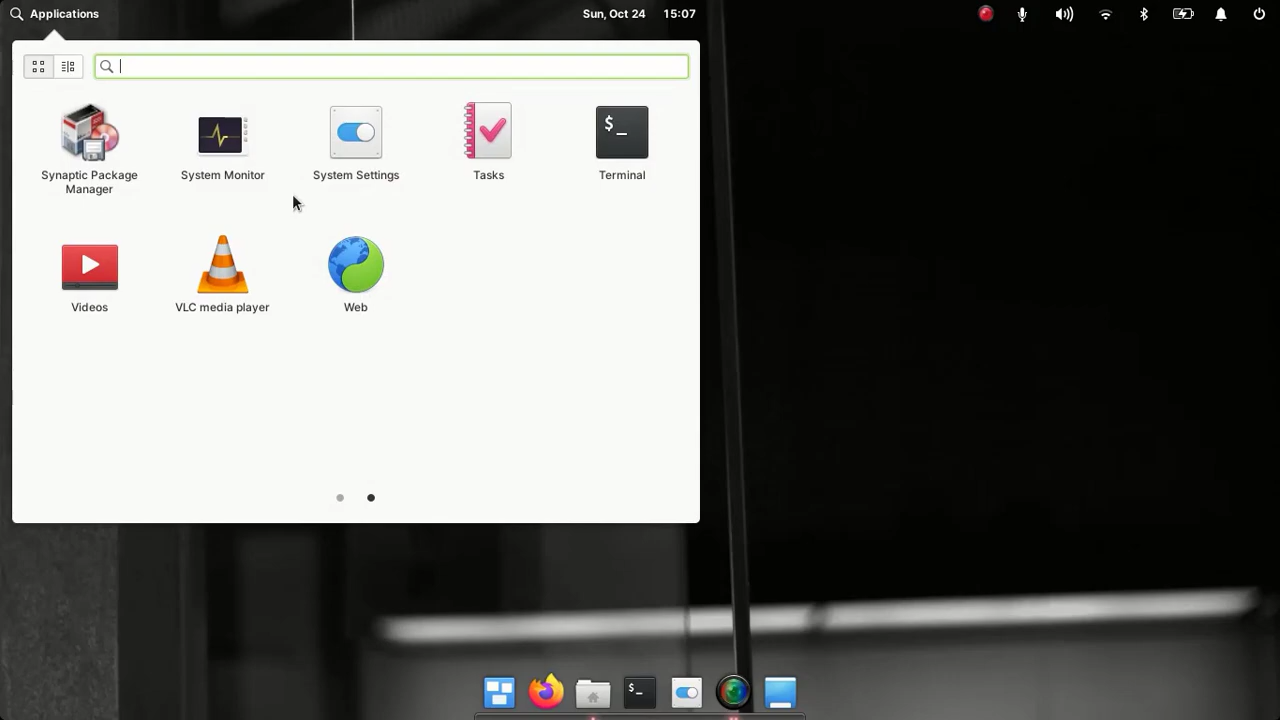 Applications
Sun, Oct 24 15:07
Synaptic Package
Manager
System Monitor
System Settings
Tasks
$_
Terminal
Videos
VLC media player
Web
$_